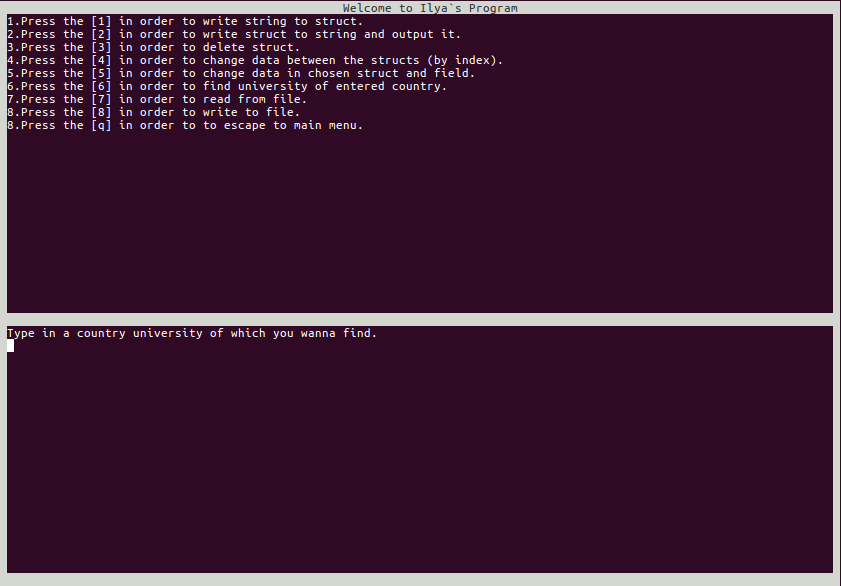 Welcome to Ilya`s Program
1.Press the [1] in order to write string to struct.
2.Press the [2] in order to write struct to string and output it.
3.Press the [3] in order to delete struct.
4.Press the [4] in order to change data between the structs (by index).
5.Press the [5] in order to change data in chosen struct and field.
6.Press the [6] in order to find university of entered country.
7.Press the [7] in order to read from file.
8.Press the [8] in order to write to file.
8.Press the [q] in order to to escape to main menu.
Type in a country university of which you wanna find.